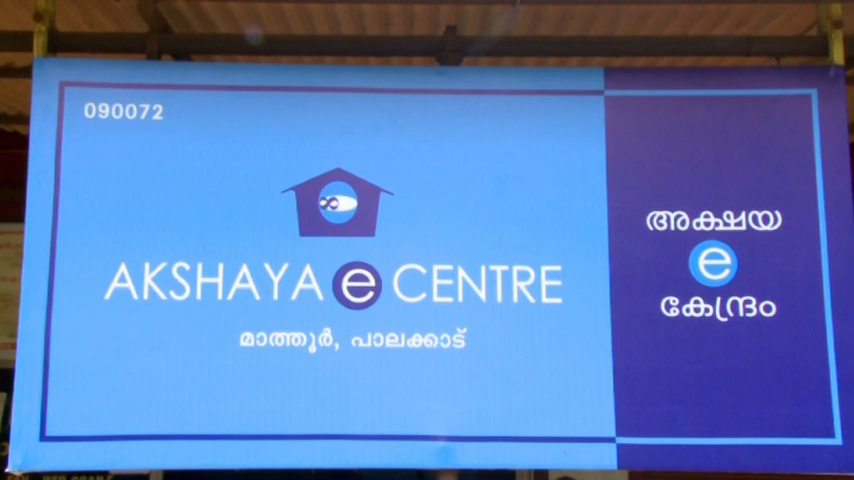 090072
AKSHAYA e CENTRE
മാത്തൂർ, പാലക്കാട്
അക്ഷയ
e
കേന്ദ്രം